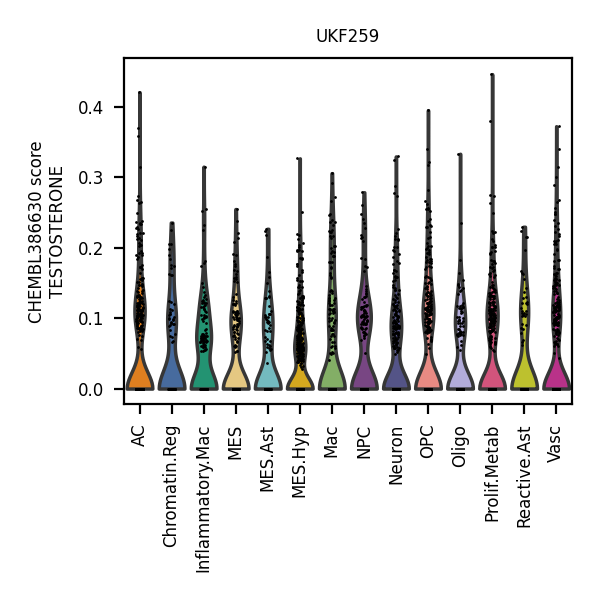 UKF259
CHEMBL386630 score
TESTOSTERONE
0.4
0.3
0.2
0.1
0.0
AC
Chromatin.Reg
Inflammatory.Mac
MES
MES.Ast
MES.Hyp
Mac
NPC
Neuron
OPC
Oligo
Prolif.Metab
Reactive.Ast
Vasc